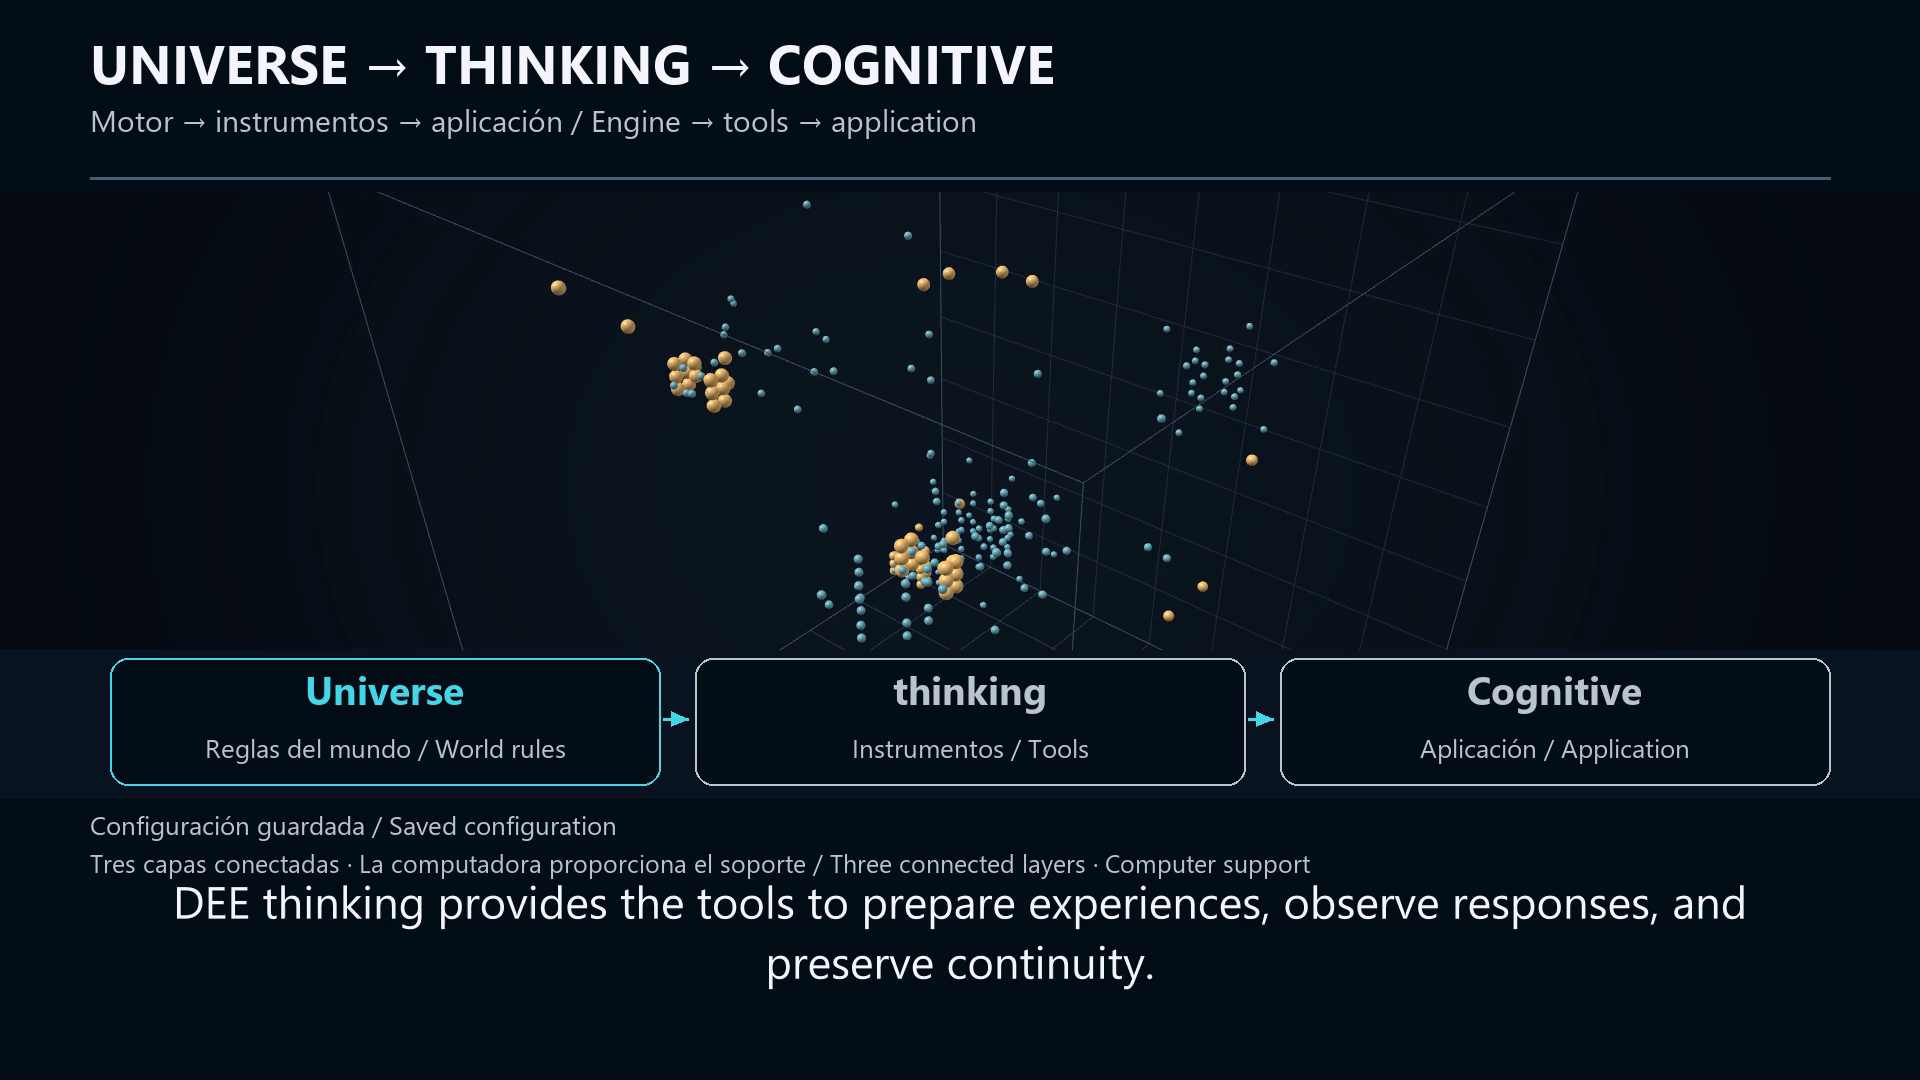 UNIVERSE → THINKING → COGNITIVE
Motor → instrumentos → aplicación / Engine → tools → application
Universe
Reglas del mundo / World rules
thinking
Instrumentos / Tools
Cognitive
Aplicación / Application
Configuración guardada / Saved configuration
Tres capas conectadas · La computadora proporciona el soporte / Three connected layers · Computer support
DEE thinking provides the tools to prepare experiences, observe responses, and
preserve continuity.